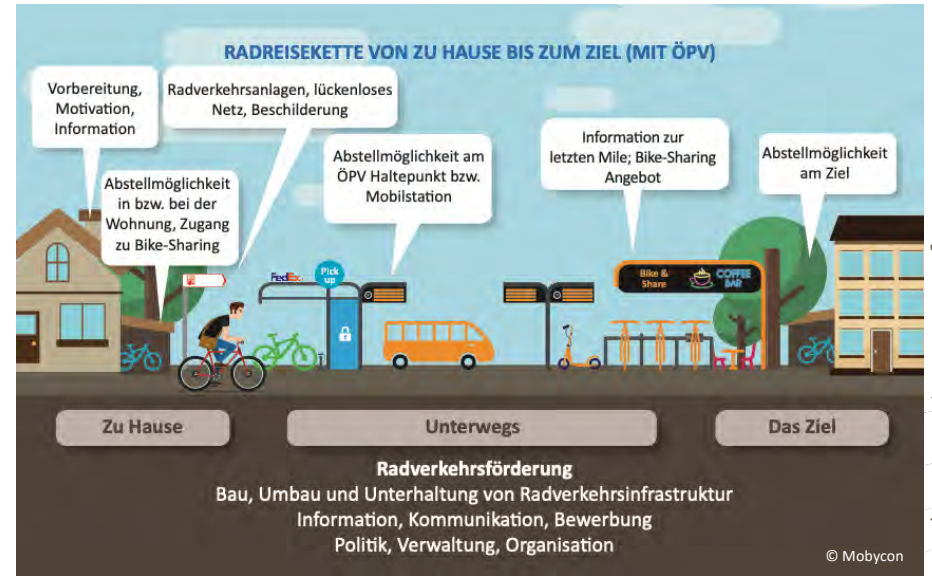 RADREISEKETTE VON ZU HAUSE BIS ZUM ZIEL (MIT ÖPV)
Vorbereitung,
Motivation,
Information
Radverkehrsanlagen, lückenloses
Netz, Beschilderung
Abstellmöglichkeit
in bzw. bei der
Wohnung, Zugang
zu Bike-Sharing
Abstellmöglichkeit am
ÖPV Haltepunkt bzw.
Mobilstation
Information zur
letzten Mile; Bike-Sharing
Angebot
Abstellmöglichkeit
am Ziel
FedEx
Pick
up
Bike &
Share
COFFEE
BAR
Zu Hause
Unterwegs
Das Ziel
Radverkehrsförderung
Bau, Umbau und Unterhaltung von Radverkehrsinfrastruktur
Information, Kommunikation, Bewerbung
Politik, Verwaltung, Organisation
© Mobycon